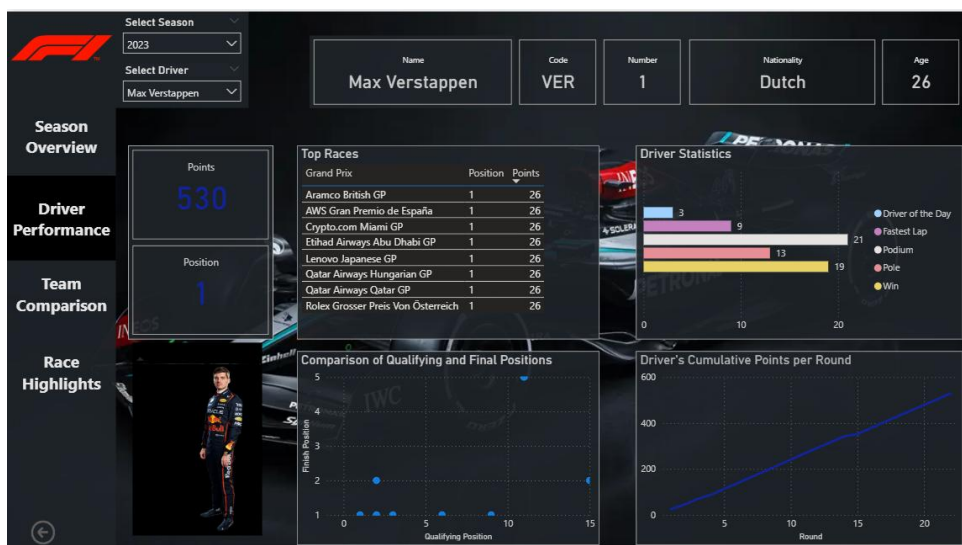 Select Season
2023
Select Driver
Max Verstappen
Name
Max Verstappen
Code
VER
Number
1
Nationality
Dutch
Age
26
Season
Overview
Driver
Performance
Team
Comparison
Race
Highlights
Points
530
Position
1
Top Races
Grand Prix Position Points
Aramco British GP 1 26
AWS Gran Premio de España 1 26
Crypto.com Miami GP 1 26
Etihad Airways Abu Dhabi GP 1 26
Lenovo Japanese GP 1 26
Qatar Airways Hungarian GP 1 26
Qatar Airways Qatar GP 1 26
Rolex Grosser Preis Von Österreich 1 26
Driver Statistics
3
9
21
13
19
0 10 20
Driver of the Day
Fastest Lap
Podium
Pole
Win
Comparison of Qualifying and Final Positions
Finish Position
5
4
3
2
1
0 5 10 15
Qualifying Position
Driver's Cumulative Points per Round
600
400
200
0
5 10 15 20
Round
IWC